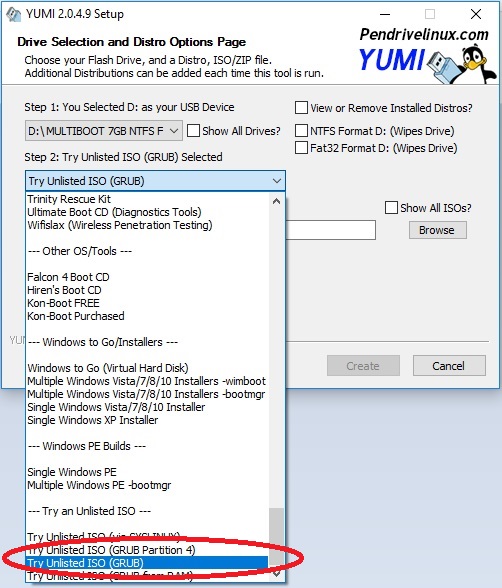 YUMI 2.0.4.9 Setup
Drive Selection and Distro Options Page
Choose your Flash Drive, and a Distro, ISO/ZIP file.
Additional Distributions can be added each time this tool is run.
Pendrivelinux.com
YUMI
Step 1: You Selected D: as your USB Device
D:\MULTIBOOT 7GB NTFS F
Show All Drives?
View or Remove Installed Distros?
NTFS Format D: (Wipes Drive)
Fat32 Format D: (Wipes Drive)
Step 2: Try Unlisted ISO (GRUB) Selected
Try Unlisted ISO (GRUB)
Show All ISOs?
Browse
Trinity Rescue Kit
Ultimate Boot CD (Diagnostics Tools)
Wifislax (Wireless Penetration Testing)
--- Other OS/Tools ---
Falcon 4 Boot CD
Hiren's Boot CD
Kon-Boot FREE
Kon-Boot Purchased
--- Windows to Go/Installers ---
Windows to Go (Virtual Hard Disk)
Multiple Windows Vista/7/8/10 Installers -wimboot
Multiple Windows Vista/7/8/10 Installers -bootmgr
Single Windows Vista/7/8/10 Installer
Single Windows XP Installer
--- Windows PE Builds ---
Single Windows PE
Multiple Windows PE -bootmgr
--- Try an Unlisted ISO ---
Try Unlisted ISO (via SYSLINUX)
Try Unlisted ISO (GRUB Partition 4)
Try Unlisted ISO (GRUB)
Try Unlisted ISO (GRUB from RAM)
YU
Create
Cancel